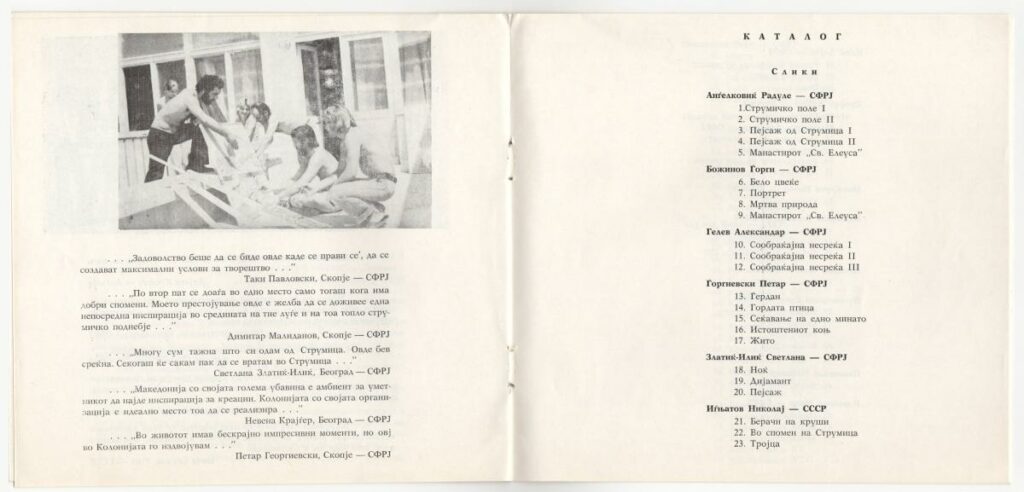 . . . „Задоволство беше да се биде овде каде се прави се', да се
создават максимални услови за творештво . . ."
Таки Павловски, Скопје — СФРЈ
. . . „По втор пат се доаѓа во едно место само тогаш кога има
добри спомени. Моето престојување овде е желба да се доживее една
непосредна инспирација во средината на тие луѓе и на тоа топло стру-
мичко поднебје . . ."
Димитар Малиданов, Скопје — СФРЈ
. . . „Многу сум тажна што си одам од Струмица. Овде бев
среќна. Секогаш ќе сакам пак да се вратам во Струмица . . ."
Светлана Златиќ-Илиќ, Београд — СФРЈ
. . . „Македонија со својата голема убавина е амбиент за умет-
никот да најде инспирација за креации. Колонијата со својата органи-
зација е идеално место тоа да се реализира . . ."
Невена Крајѓер, Београд — СФРЈ
. . . „Во животот имав бескрајно импресивни моменти, но овј
во Колонијата го издвојувам . . ."
Петар Георгиевски, Скопје — СФРЈ
КАТАЛОГ
Слики
Анѓелковиќ Радуле — СФРЈ
1.Струмичко поле I
2. Струмичко поле II
3. Пејсаж од Струмица I
4. Пејсаж од Струмица II
5. Манастирот „Св. Елеуса"
Божинов Ѓорги — СФРЈ
6. Бело цвеќе
7. Портрет
8. Мртва природа
9. Манастирот „Св. Елеуса"
Гелев Александар — СФРЈ
10. Сообраќајна несреќа I
11. Сообраќајна несреќа II
12. Сообраќајна несреќа III
Горгиевски Петар — СФРЈ
13. Гердан
14. Гордата птица
15. Сеќавање на едно минато
16. Истоштениот коњ
17. Жито
Златиќ-Илиќ Светлана — СФРЈ
18. Ноќ
19. Дијамант
20. Пејсаж
Игњатов Николај — СССР
21. Берачи на круши
22. Во спомен на Струмица
23. Тројца